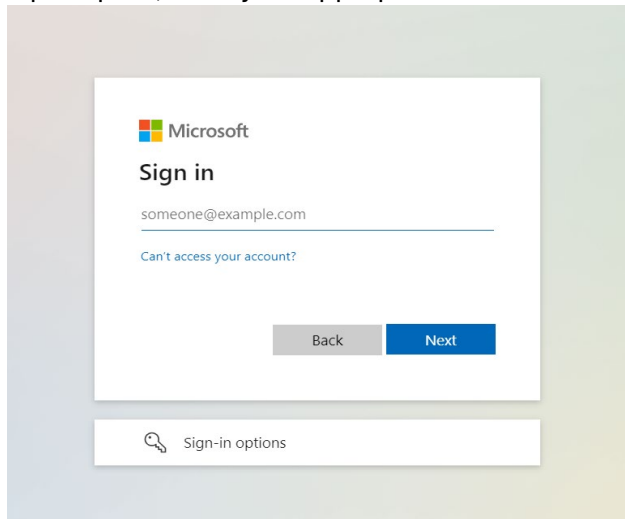 Microsoft
Sign in
someone@example.com
Can't access your account?
Back Next
Sign-in options